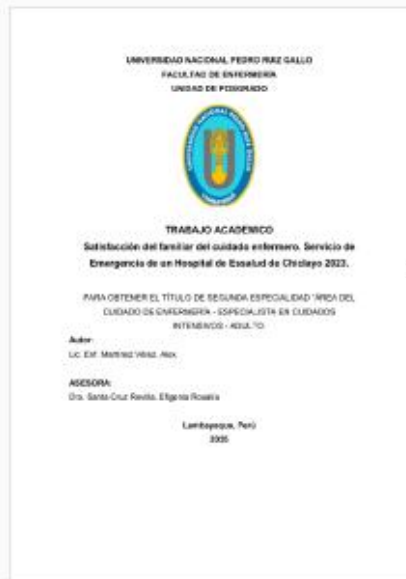 UNIVERSIDAD NACIONAL PEDRO RUIZ GALLO
FACULTAD DE ENFERMERÍA
UNIDAD DE POSGRADO
TRABAJO ACADEMICO
Satisfacción del familiar del cuidado enfermero. Servicio de
Emergencia de un Hospital de Essalud de Chiclayo 2023.
PARA OBTENER EL TÍTULO DE SEGUNDA ESPECIALIDAD "ÁREA DEL
CUIDADO DE ENFERMERÍA - ESPECIALISTA EN CUIDADOS
INTENSIVOS - ADULTO
Autor:
Lic. Enf. Martinez Vélez, Alex.
ASESORA:
Dra. Santa Cruz Revilla, Efigenia Rosalia
Lambayeque, Perú